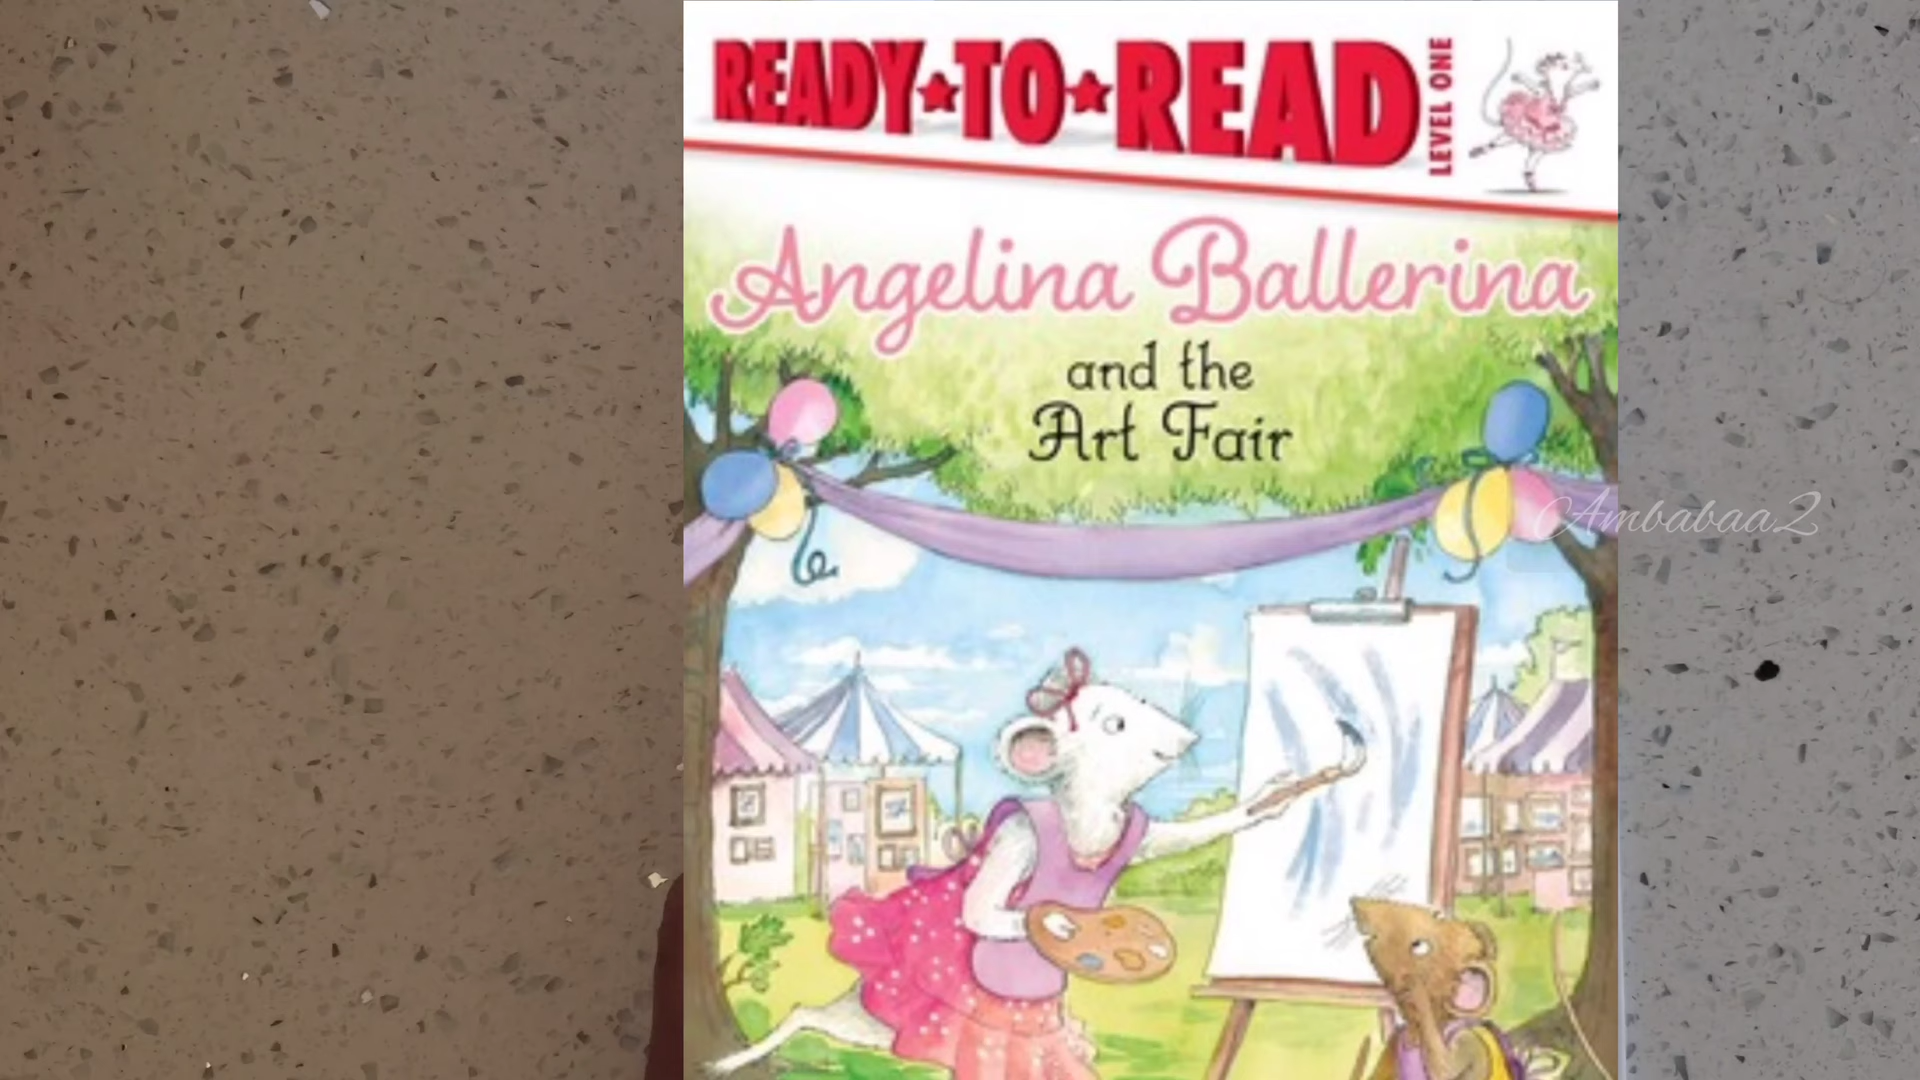 READY★TO★READ
LEVEL ONE
Angelina Ballerina
and the
Art Fair
Ambabaa2